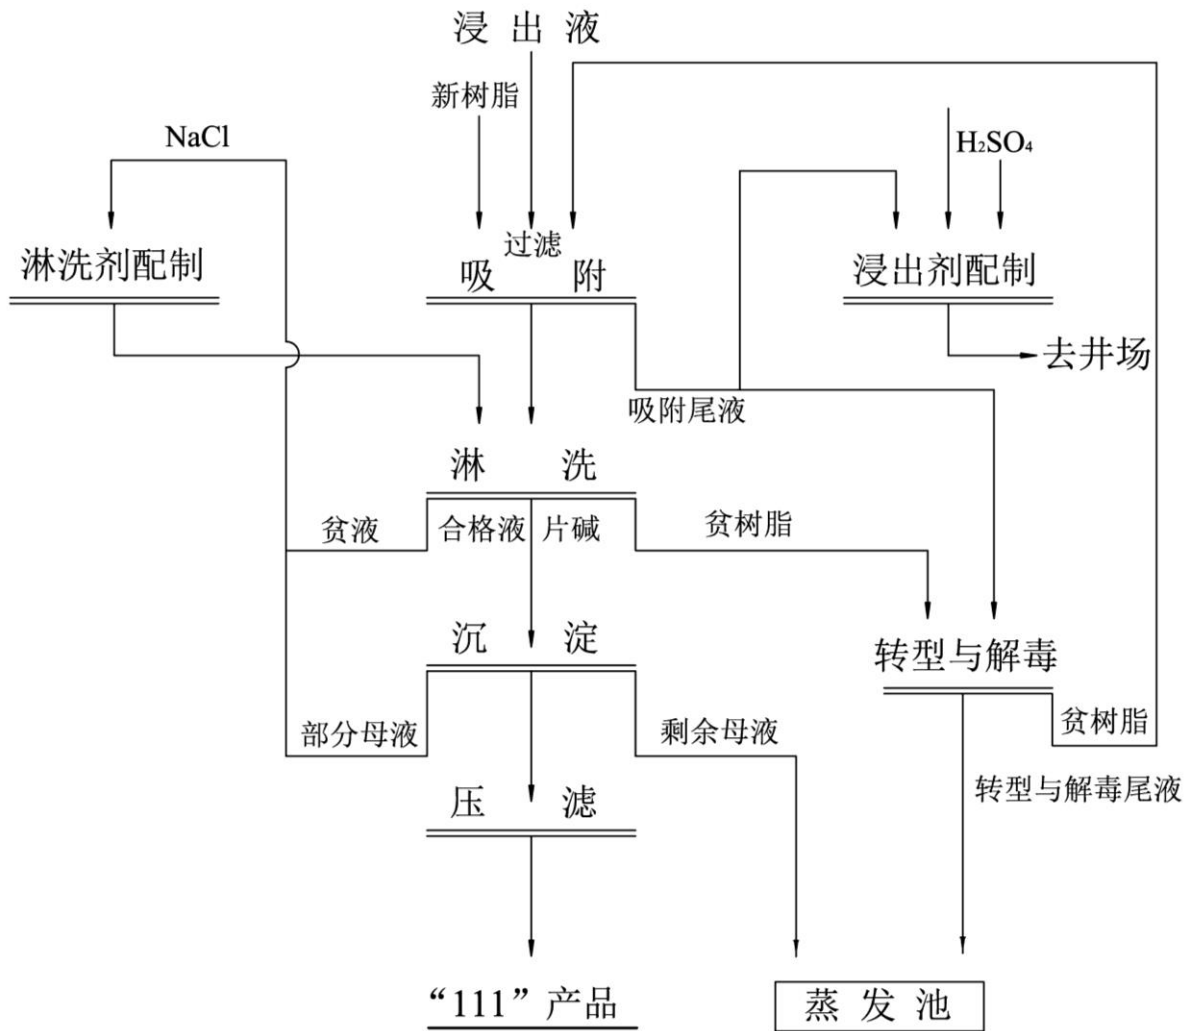 浸出液
新树脂
NaCl
H₂SO₄
过滤
淋洗剂配制
吸附
浸出剂配制
去井场
吸附尾液
淋洗
贫液
合格液
片碱
贫树脂
沉淀
转型与解毒
部分母液
剩余母液
贫树脂
压滤
转型与解毒尾液
“111”产品
蒸发池